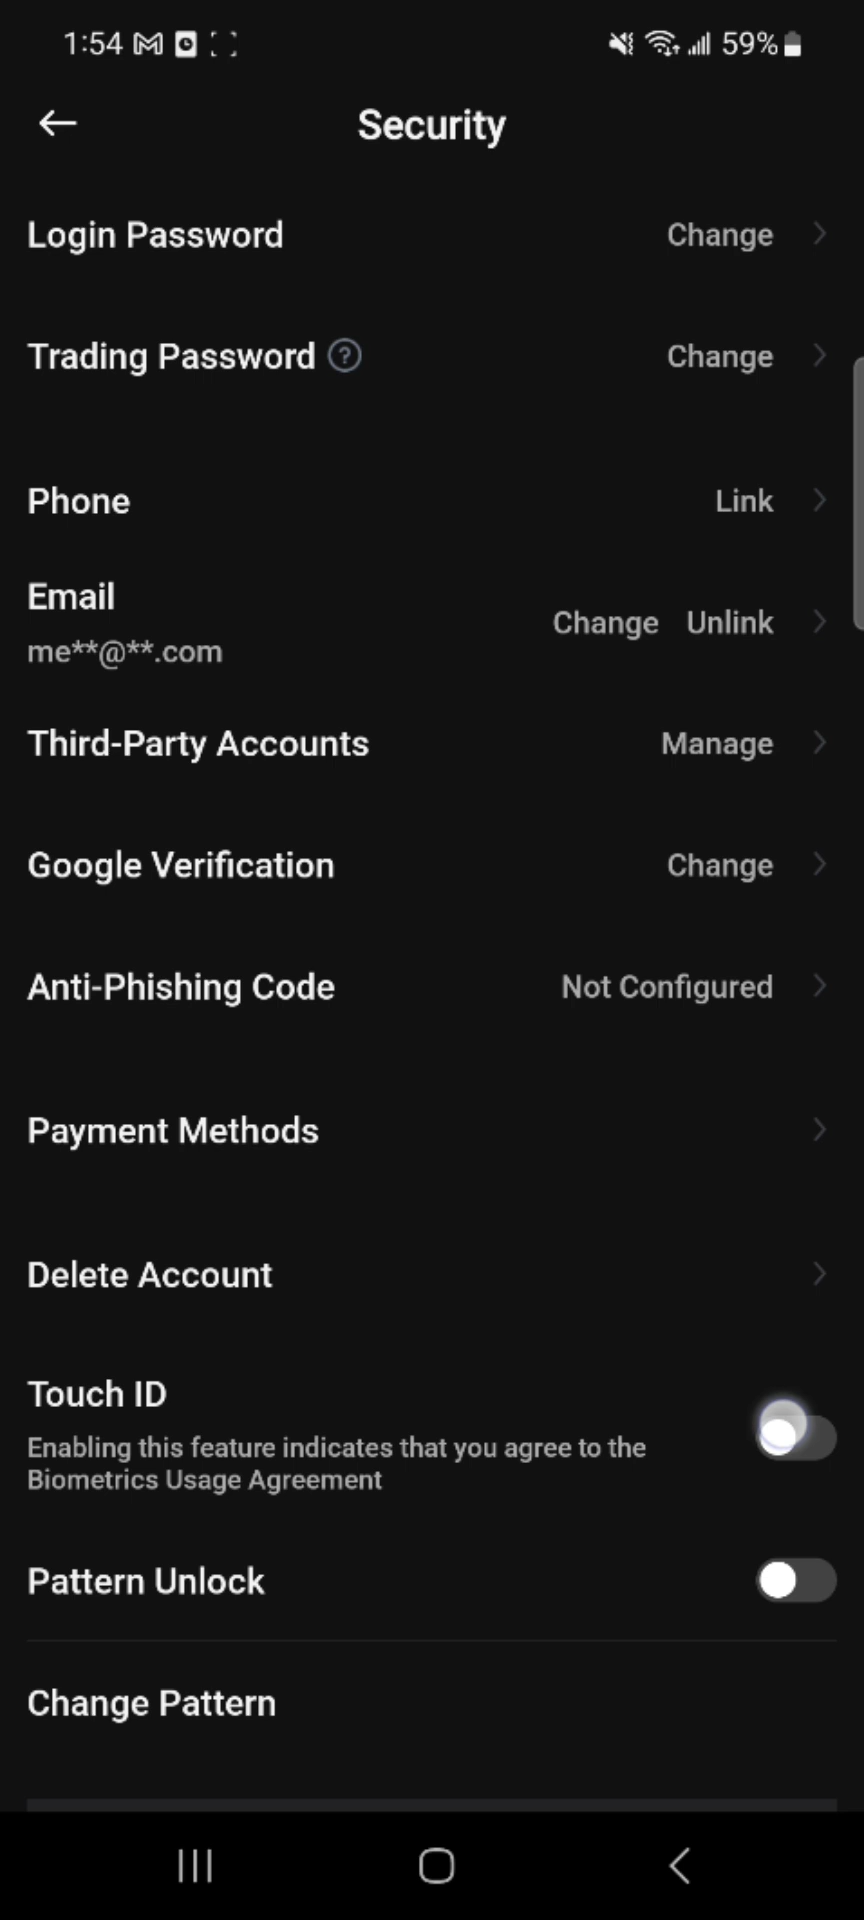 1:54 59%
Security
Login Password Change
Trading Password ? Change
Phone Link
Email
me**@**.com
Change Unlink
Third-Party Accounts Manage
Google Verification Change
Anti-Phishing Code Not Configured
Payment Methods
Delete Account
Touch ID
Enabling this feature indicates that you agree to the
Biometrics Usage Agreement
Pattern Unlock
Change Pattern